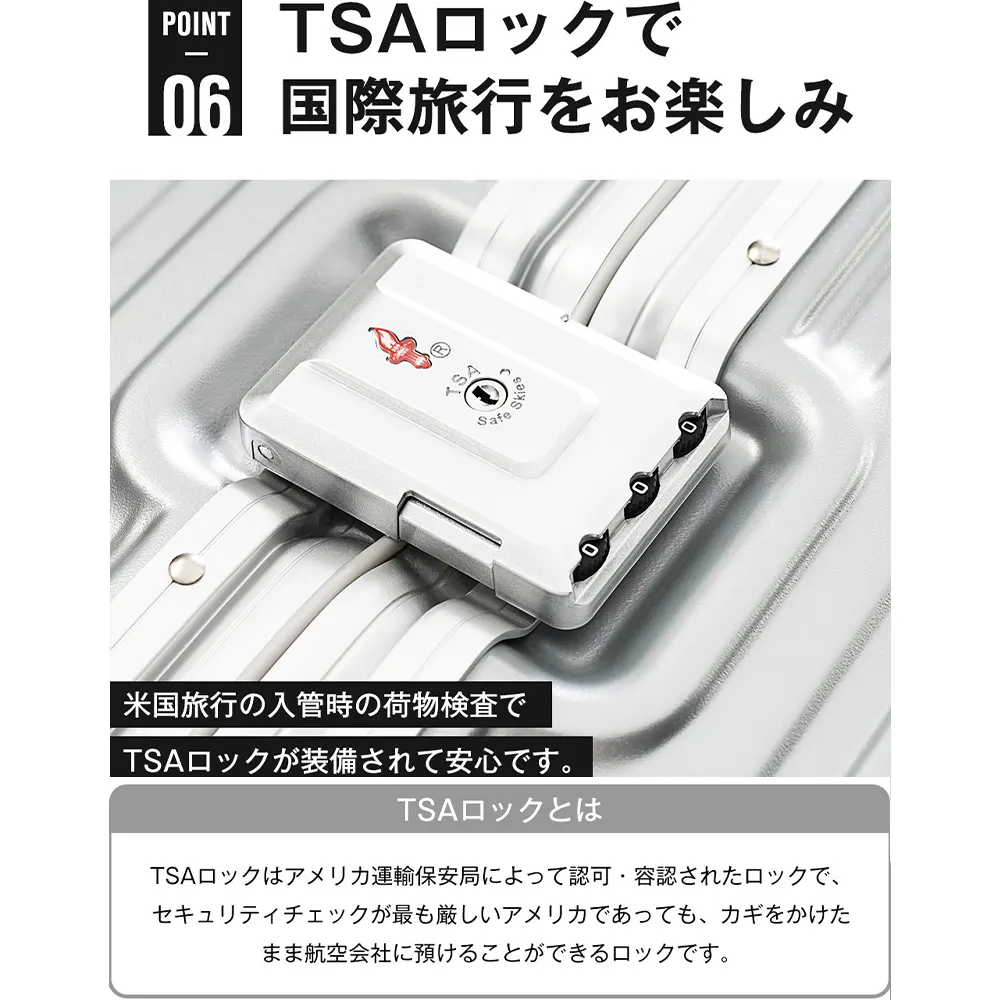 POINT
06
TSAロックで
国際旅行をお楽しみ
®
TSA
Safe Skies
0
0
0
米国旅行の入管時の荷物検査で
TSAロックが装備されて安心です。
TSAロックとは
TSAロックはアメリカ運輸保安局によって認可・容認されたロックで、
セキュリティチェックが最も厳しいアメリカであっても、カギをかけた
まま航空会社に預けることができるロックです。